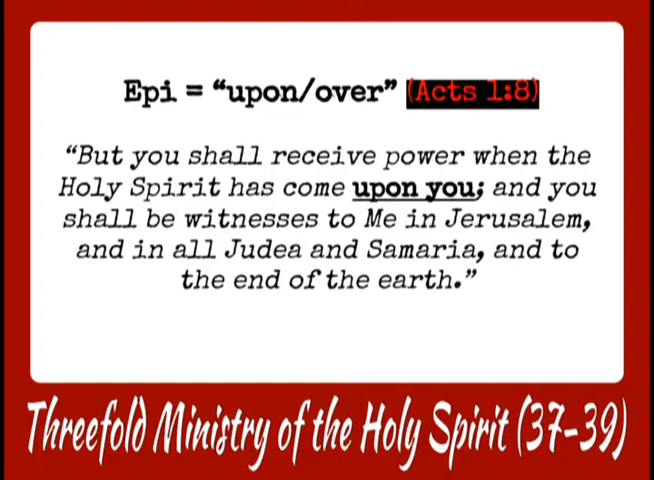 Epi = “upon/over” (Acts 1:8)
“But you shall receive power when the
Holy Spirit has come upon you; and you
shall be witnesses to Me in Jerusalem,
and in all Judea and Samaria, and to
the end of the earth.”
Threefold Ministry of the Holy Spirit (37-39)